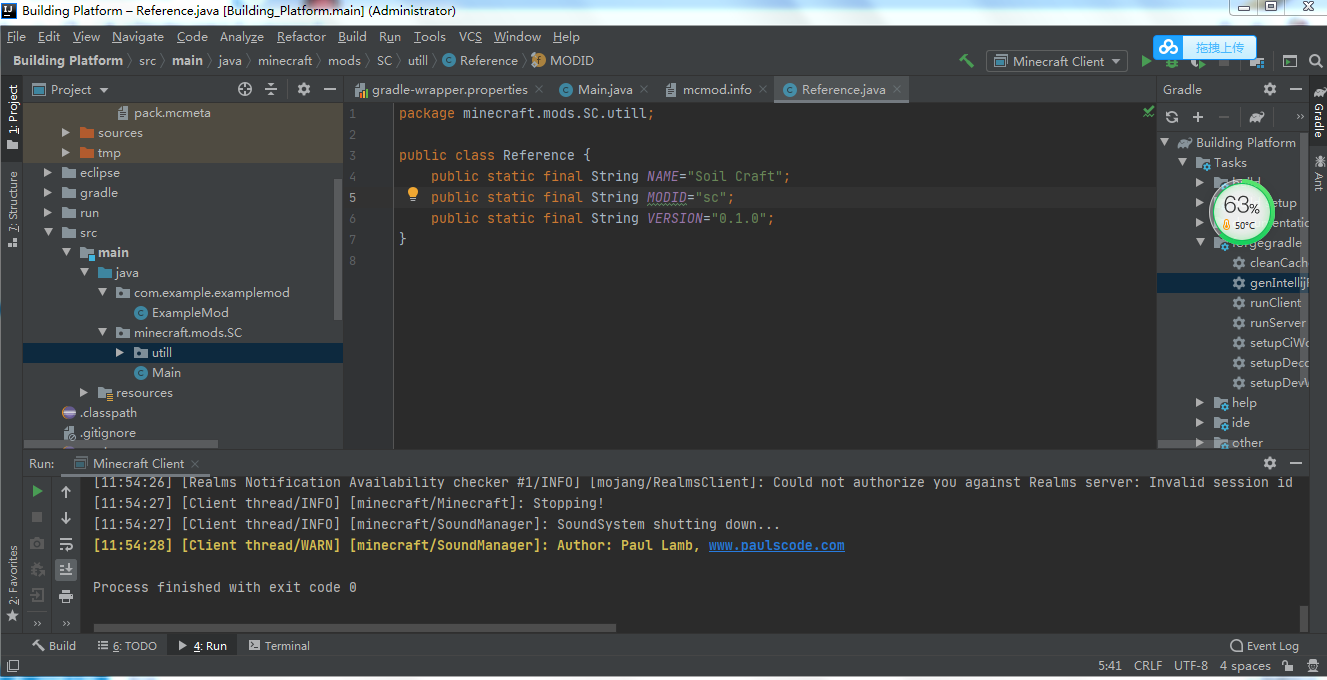 Building Platform – Reference.java [Building_Platform.main] (Administrator)
File Edit View Navigate Code Analyze Refactor Build Run Tools VCS Window Help
Building Platform src main java minecraft mods SC utill Reference MODID
Minecraft Client
拖拽上传
1: Project
7: Structure
2: Favorites
Project
pack.mcmeta
sources
tmp
eclipse
gradle
run
src
main
java
com.example.examplemod
ExampleMod
minecraft.mods.SC
utill
Main
resources
.classpath
.gitignore
gradle-wrapper.properties Main.java mcmod.info Reference.java
1 package minecraft.mods.SC.utill;
2
3 public class Reference {
4 public static final String NAME="Soil Craft";
5 public static final String MODID="sc";
6 public static final String VERSION="0.1.0";
7 }
8
Gradle
Building Platform
Tasks
63%
50°C
forgegradle
cleanCach
genIntellijR
runClient
runServer
setupCiWo
setupDeco
setupDevW
help
ide
other
Gradle
Ant
Run: Minecraft Client
[11:54:26] [Realms Notification Availability checker #1/INFO] [mojang/RealmsClient]: Could not authorize you against Realms server: Invalid session id
[11:54:27] [Client thread/INFO] [minecraft/Minecraft]: Stopping!
[11:54:27] [Client thread/INFO] [minecraft/SoundManager]: SoundSystem shutting down...
[11:54:28] [Client thread/WARN] [minecraft/SoundManager]: Author: Paul Lamb, www.paulscode.com
Process finished with exit code 0
Build 6: TODO 4: Run Terminal Event Log
5:41 CRLF UTF-8 4 spaces